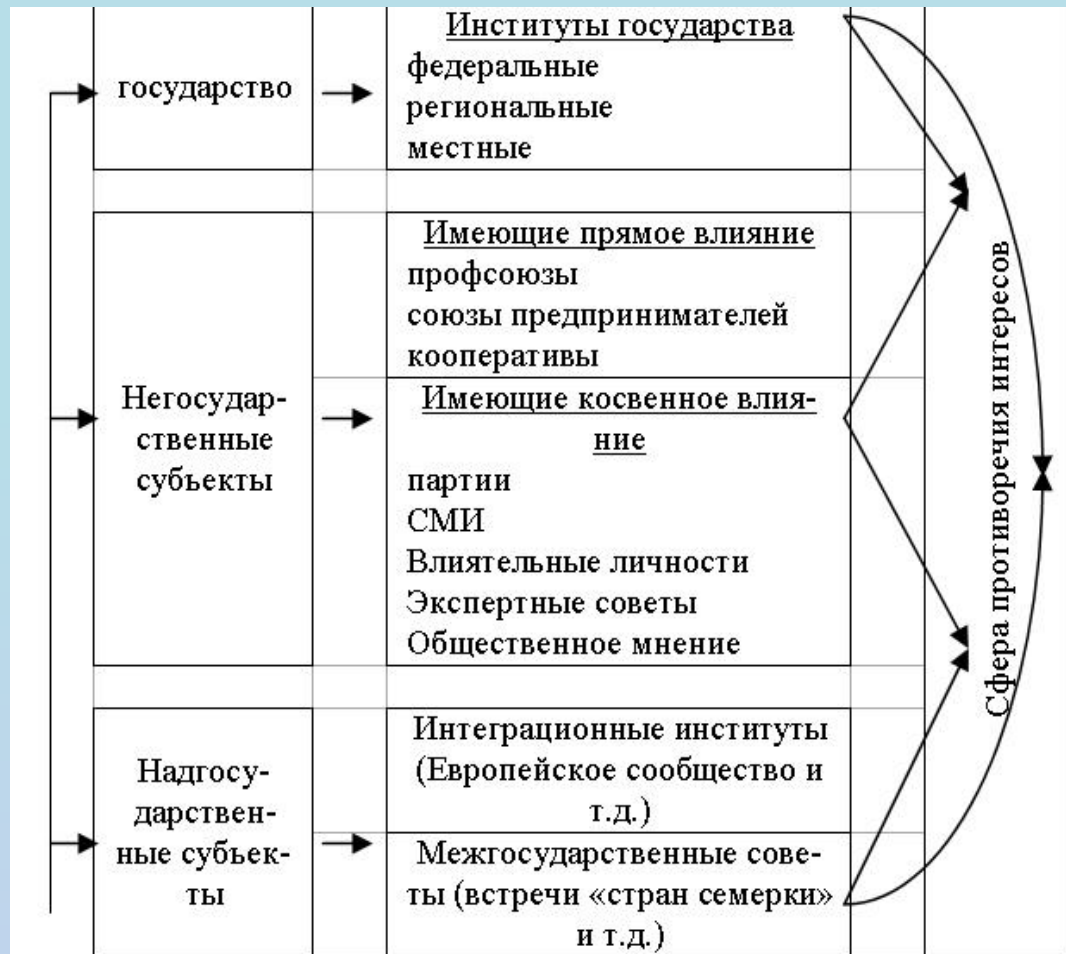 Институты государства
федеральные
государство
региональные
местные
Имеющие прямое влияние
профсоюзы
союзы предпринимателей
кооперативы
Негосудар-
ственные
субъекты
Имеющие косвенное влия-
ние
партии
СМИ
Влиятельные личности
Экспертные советы
Общественное мнение
Надгосу-
дарствен-
ные субъек-
ты
Интеграционные институты
(Европейское сообщество и
т.д.)
Межгосударственные сове-
ты (встречи «стран семерки»
и т.д.)
Сфера противоречия интересов